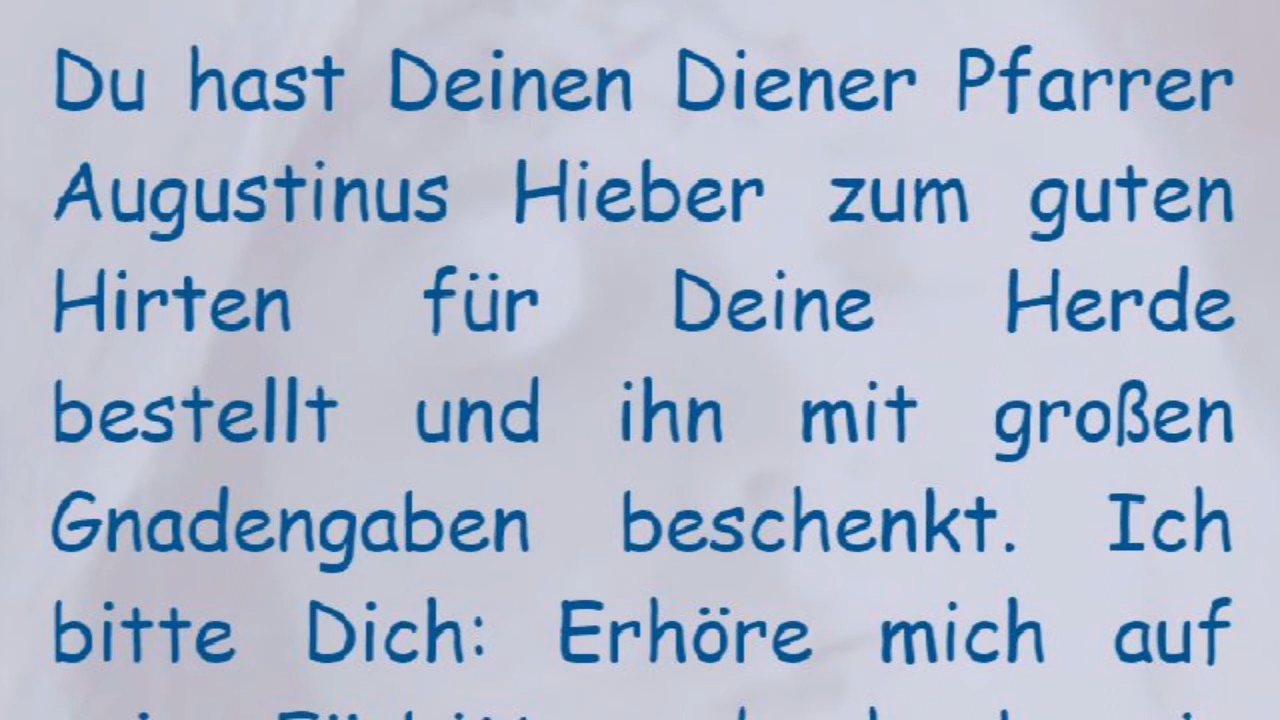 Du hast Deinen Diener Pfarrer
Augustinus Hieber zum guten
Hirten für Deine Herde
bestellt und ihn mit großen
Gnadengaben beschenkt. Ich
bitte Dich: Erhöre mich auf